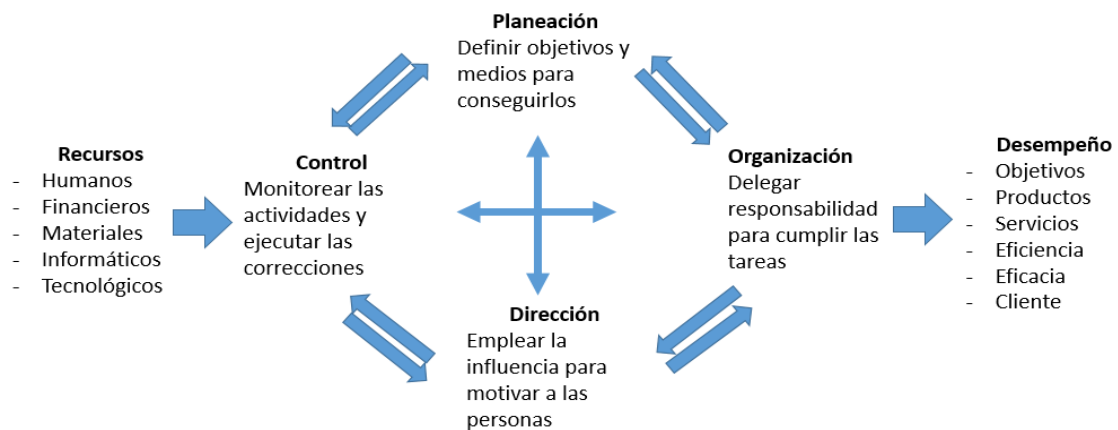 Planeación
Definir objetivos y
medios para
conseguirlos
Recursos
- Humanos
- Financieros
- Materiales
- Informáticos
- Tecnológicos
Control
Monitorear las
actividades y
ejecutar las
correcciones
Organización
Delegar
responsabilidad
para cumplir las
tareas
Desempeño
- Objetivos
- Productos
- Servicios
- Eficiencia
- Eficacia
- Cliente
Dirección
Emplear la
influencia para
motivar a las
personas